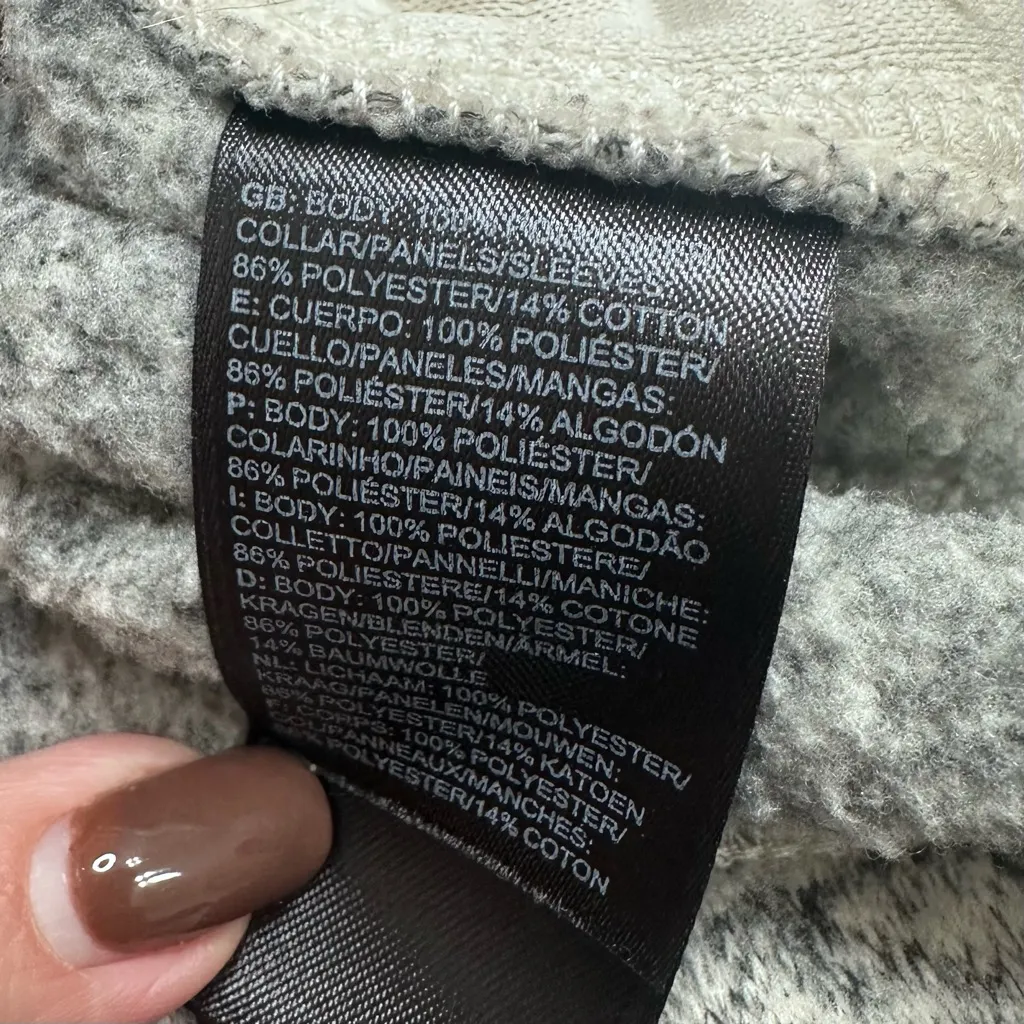 GB: BODY: 100%
COLLAR/PANELS/SLEEVES
86% POLYESTER/14% COTTON
E: CUERPO: 100% POLIÉSTER/
CUELLO/PANELES/MANGAS:
86% POLIÉSTER/14% ALGODÓN
P: BODY: 100% POLIÉSTER/
COLARINHO/PAINEIS/MANGAS:
86% POLIÉSTER/14% ALGODÃO
I: BODY: 100% POLIESTERE/
COLLETTO/PANNELLI/MANICHE:
86% POLIESTERE/14% COTONE
D: BODY: 100% POLYESTER/
KRAGEN/BLENDEN/ÄRMEL:
86% POLYESTER/
14% BAUMWOLLE
NL: LICHAAM: 100% POLYESTER/
KRAAG/PANELEN/MOUWEN:
86% POLYESTER/14% KATOEN
CORPS: 100% POLYESTER/
PANNEAUX/MANCHES:
POLYESTER/14% COTON